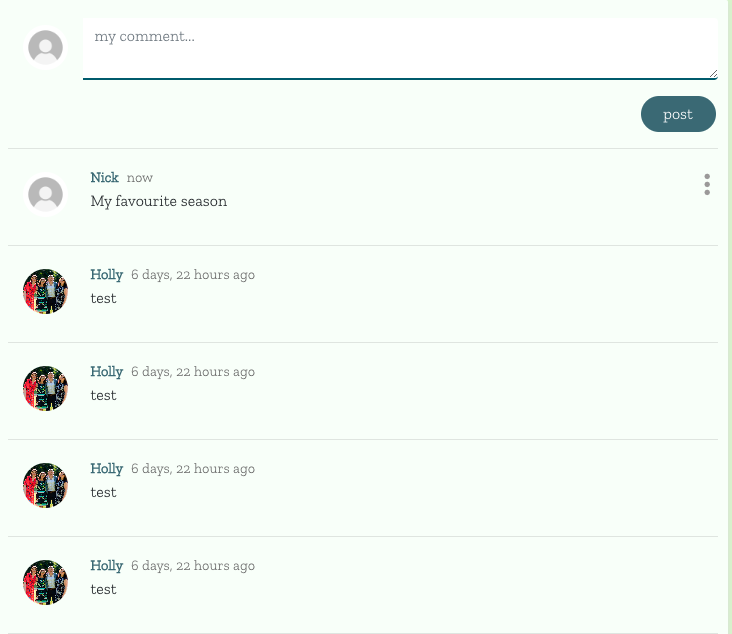 my comment...
post
Nick now
My favourite season
Holly 6 days, 22 hours ago
test
Holly 6 days, 22 hours ago
test
Holly 6 days, 22 hours ago
test
Holly 6 days, 22 hours ago
test